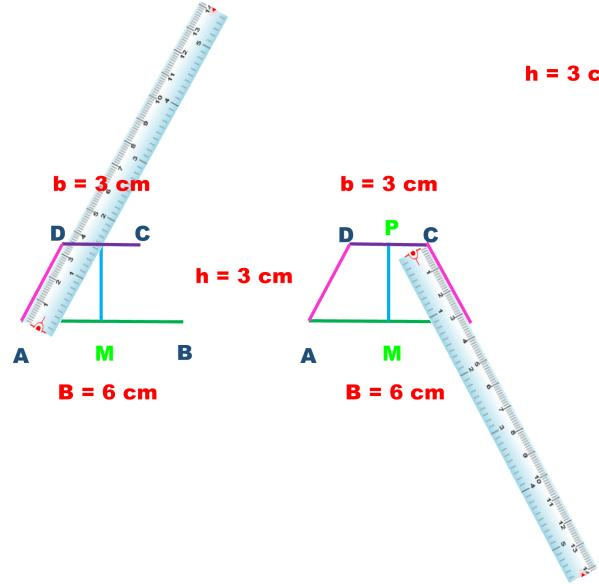 h = 3 c
b = 3 cm
D C
h = 3 cm
A M B
B = 6 cm
b = 3 cm
D P C
A M
B = 6 cm